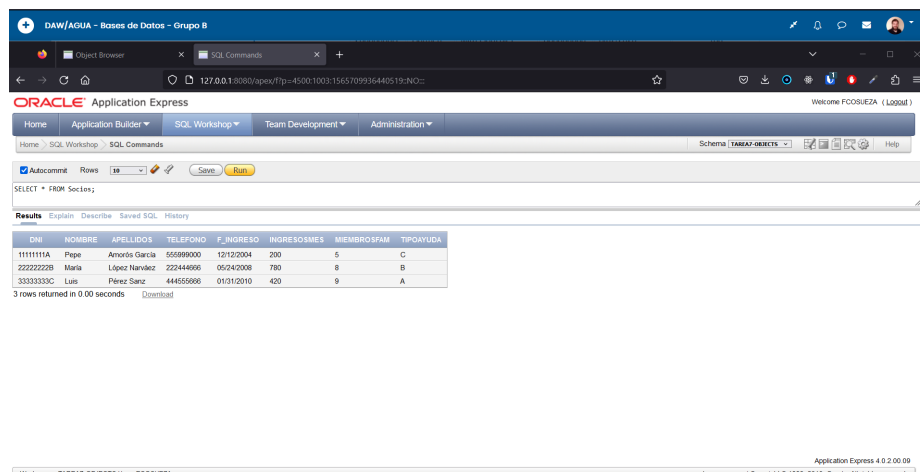 DAW/AGUA - Bases de Datos - Grupo B
Object Browser × SQL Commands × +
127.0.0.1:8080/apex/f?p=4500:1003:1565709936440519::NO:::
ORACLE Application Express Welcome FCOSUEZA ( Logout )
Home Application Builder SQL Workshop Team Development Administration
Home SQL Workshop SQL Commands Schema TAREA7-OBJECTS Help
Autocommit Rows 10 Save Run
SELECT * FROM Socios;
Results Explain Describe Saved SQL History
DNI NOMBRE APELLIDOS TELEFONO F_INGRESO INGRESOSMES MIEMBROSFAM TIPOAYUDA
11111111A Pepe Amorós García 555999000 12/12/2004 200 5 C
22222222B María López Narváez 222444666 05/24/2008 780 8 B
33333333C Luis Pérez Sanz 444555666 01/31/2010 420 9 A
3 rows returned in 0.00 seconds Download
Application Express 4.0.2.00.09